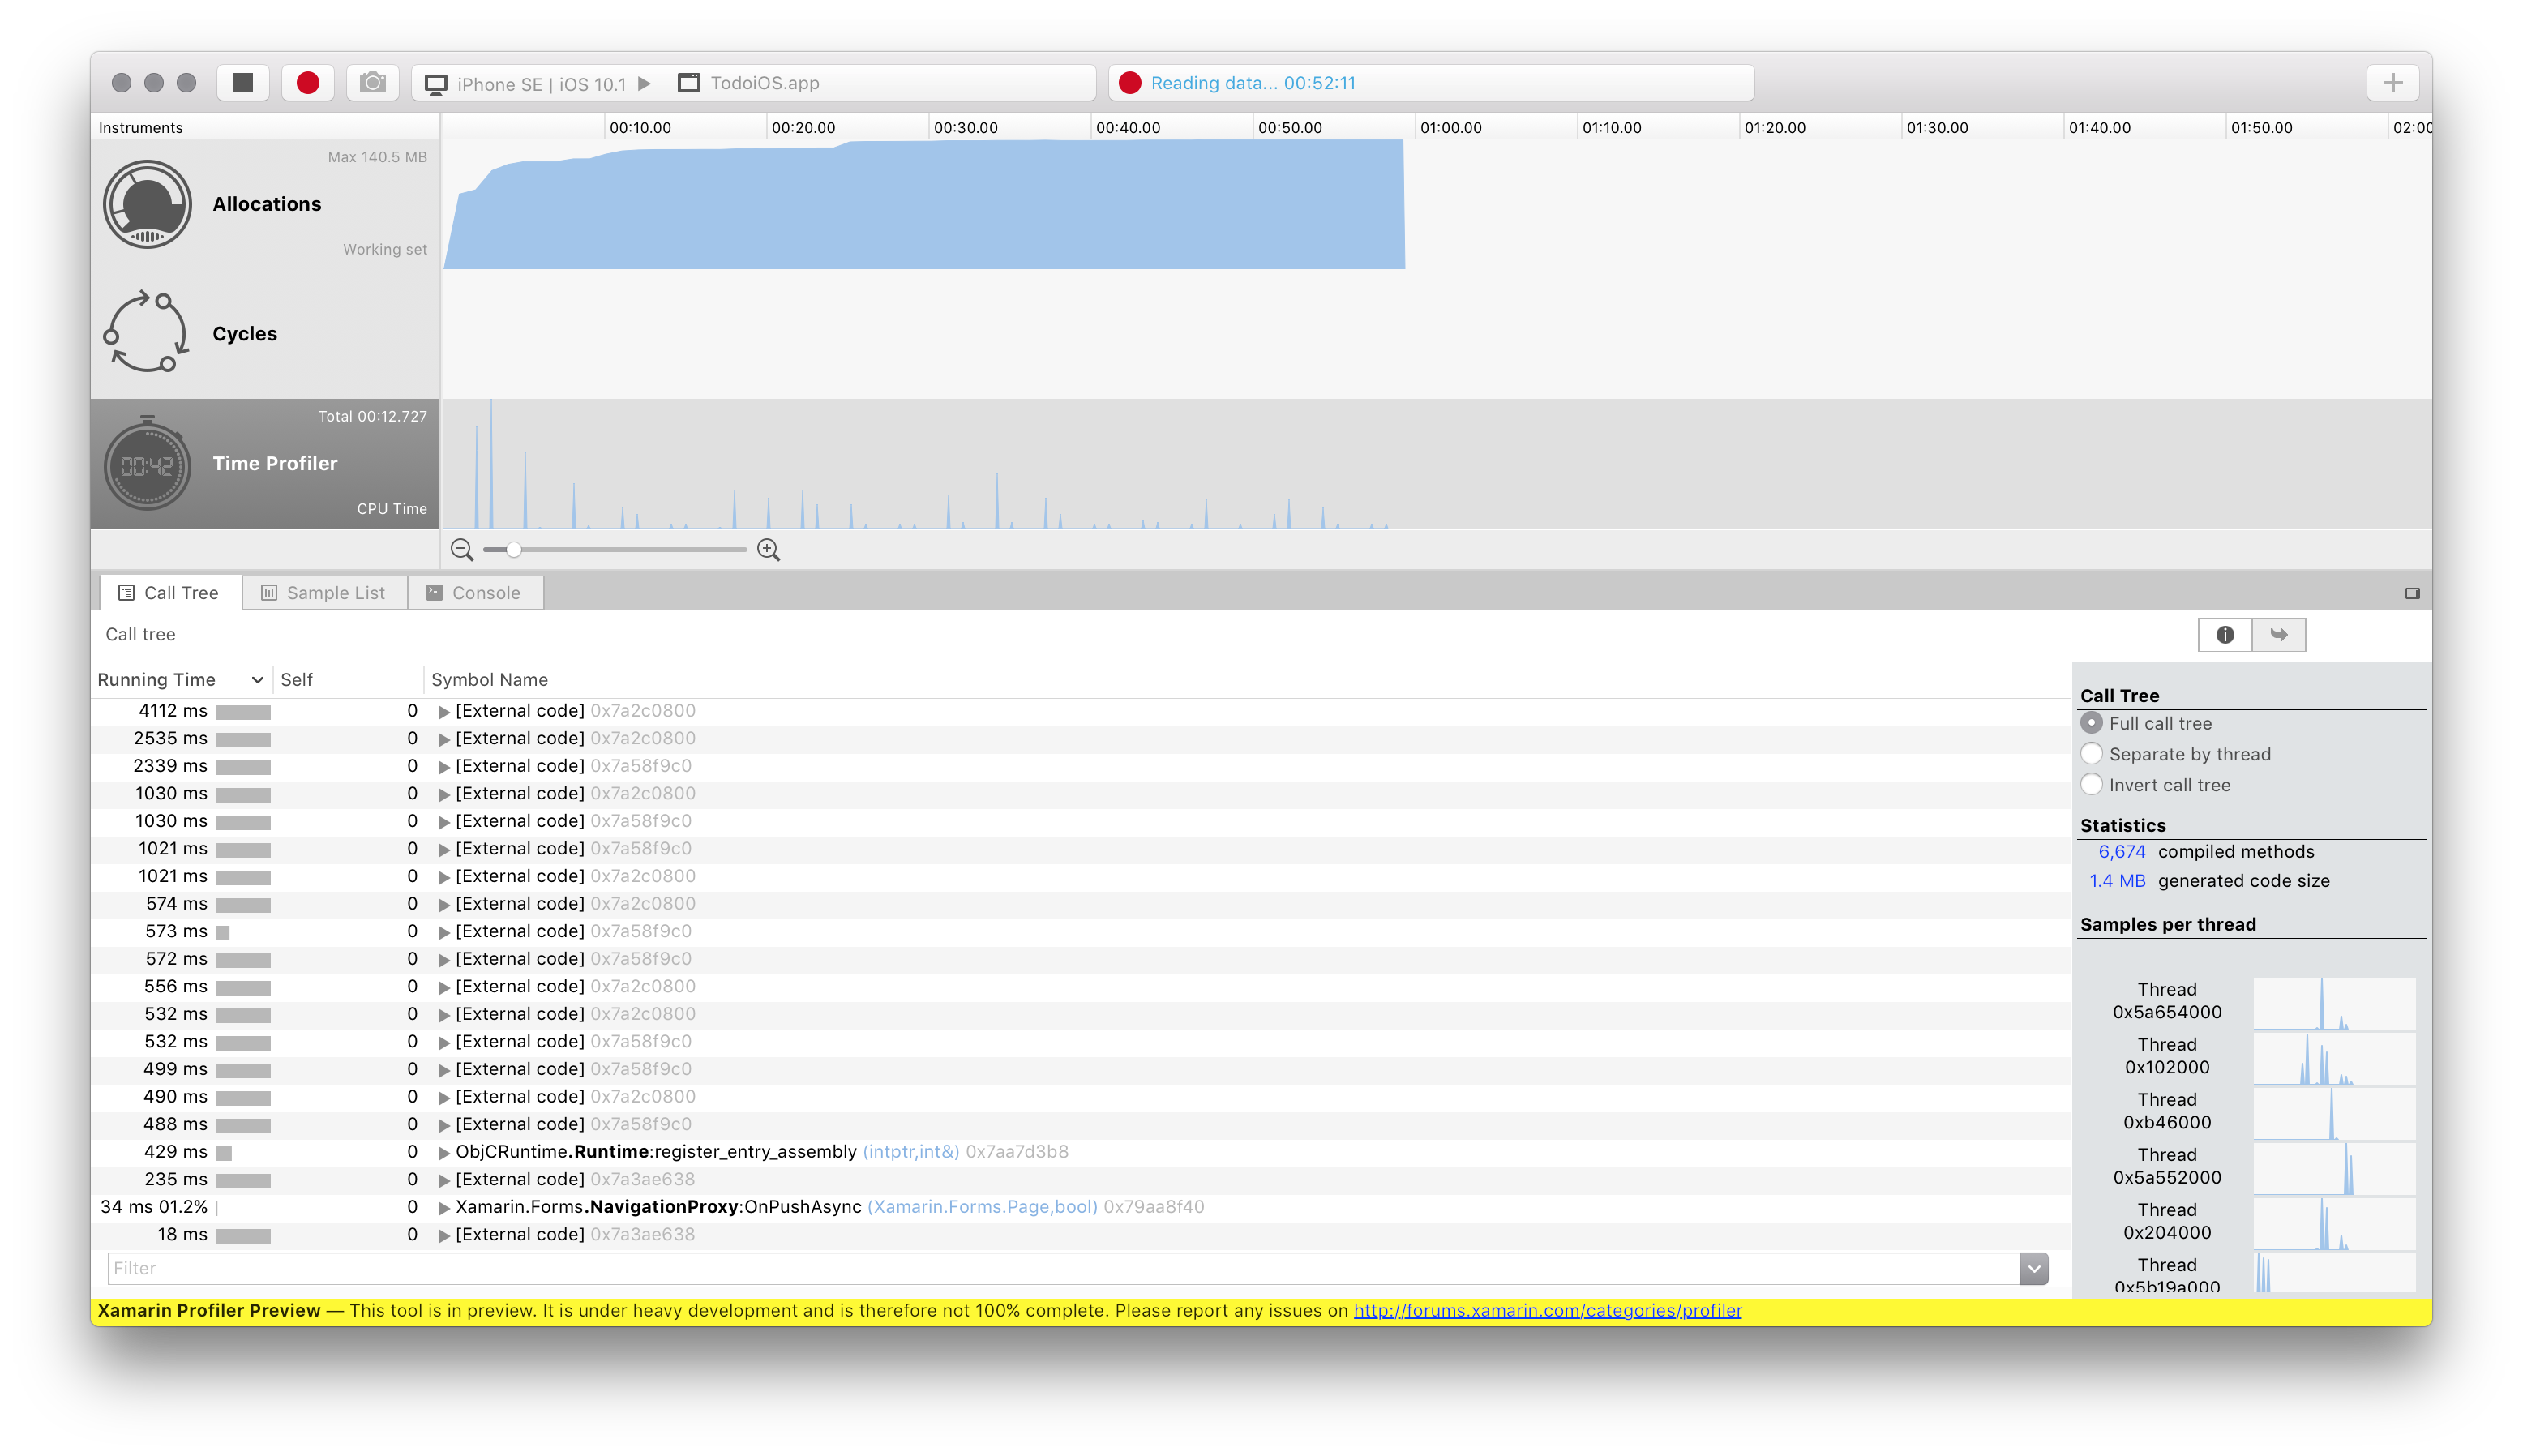 iPhone SE | iOS 10.1 TodoiOS.app Reading data... 00:52:11
Instruments 00:10.00 00:20.00 00:30.00 00:40.00 00:50.00 01:00.00 01:10.00 01:20.00 01:30.00 01:40.00 01:50.00 02:00
Max 140.5 MB
Allocations
Working set
Cycles
Total 00:12.727
00:42
Time Profiler
CPU Time
Call Tree Sample List Console
Call tree
Running Time Self Symbol Name
4112 ms 0 [External code] 0x7a2c0800
2535 ms 0 [External code] 0x7a2c0800
2339 ms 0 [External code] 0x7a58f9c0
1030 ms 0 [External code] 0x7a2c0800
1030 ms 0 [External code] 0x7a58f9c0
1021 ms 0 [External code] 0x7a58f9c0
1021 ms 0 [External code] 0x7a2c0800
574 ms 0 [External code] 0x7a2c0800
573 ms 0 [External code] 0x7a58f9c0
572 ms 0 [External code] 0x7a58f9c0
556 ms 0 [External code] 0x7a2c0800
532 ms 0 [External code] 0x7a2c0800
532 ms 0 [External code] 0x7a58f9c0
499 ms 0 [External code] 0x7a58f9c0
490 ms 0 [External code] 0x7a2c0800
488 ms 0 [External code] 0x7a58f9c0
429 ms 0 ObjCRuntime.Runtime:register_entry_assembly (intptr,int&) 0x7aa7d3b8
235 ms 0 [External code] 0x7a3ae638
34 ms 01.2% 0 Xamarin.Forms.NavigationProxy:OnPushAsync (Xamarin.Forms.Page,bool) 0x79aa8f40
18 ms 0 [External code] 0x7a3ae638
Filter
Call Tree
Full call tree
Separate by thread
Invert call tree
Statistics
6,674 compiled methods
1.4 MB generated code size
Samples per thread
Thread
0x5a654000
Thread
0x102000
Thread
0xb46000
Thread
0x5a552000
Thread
0x204000
Thread
0x5b19a000
Xamarin Profiler Preview — This tool is in preview. It is under heavy development and is therefore not 100% complete. Please report any issues on http://forums.xamarin.com/categories/profiler